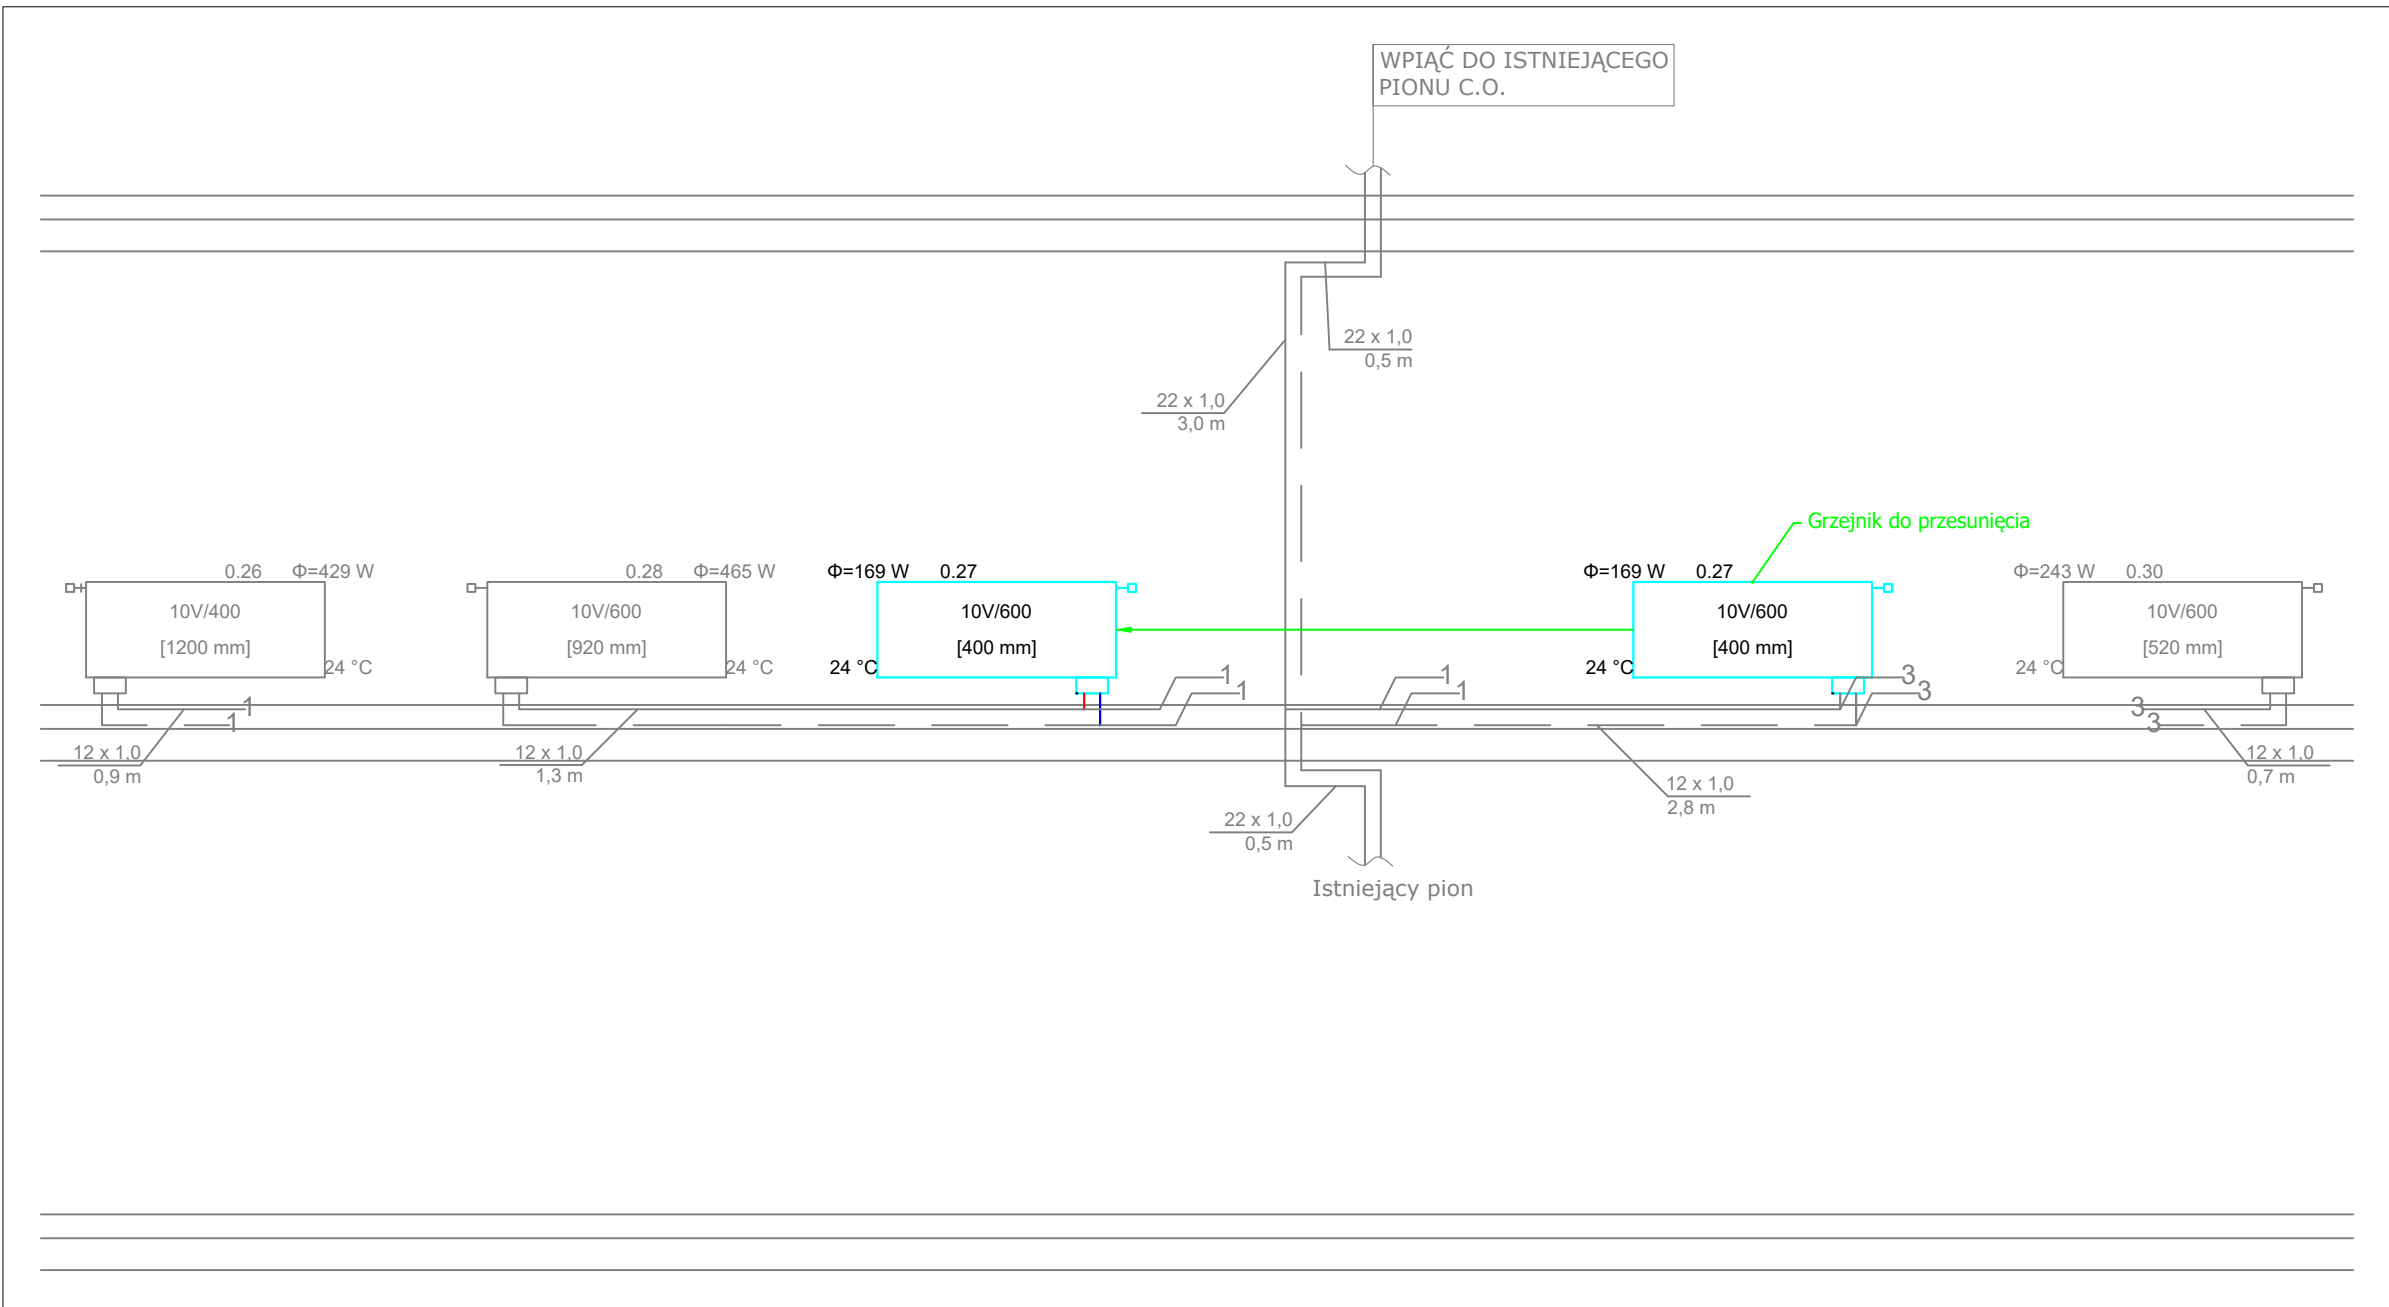 WPIĄĆ DO ISTNIEJĄCEGO
PIONU C.O.
22 x 1,0
0,5 m
22 x 1,0
3,0 m
Grzejnik do przesunięcia
0.26 Φ=429 W
10V/400
[1200 mm]
24 °C
1
1
12 x 1,0
0,9 m
0.28 Φ=465 W
10V/600
[920 mm]
24 °C
12 x 1,0
1,3 m
Φ=169 W 0.27
10V/600
[400 mm]
24 °C
1
1
1
1
Φ=169 W 0.27
10V/600
[400 mm]
24 °C
3
3
12 x 1,0
2,8 m
Φ=243 W 0.30
10V/600
[520 mm]
24 °C
3
3
12 x 1,0
0,7 m
22 x 1,0
0,5 m
Istniejący pion